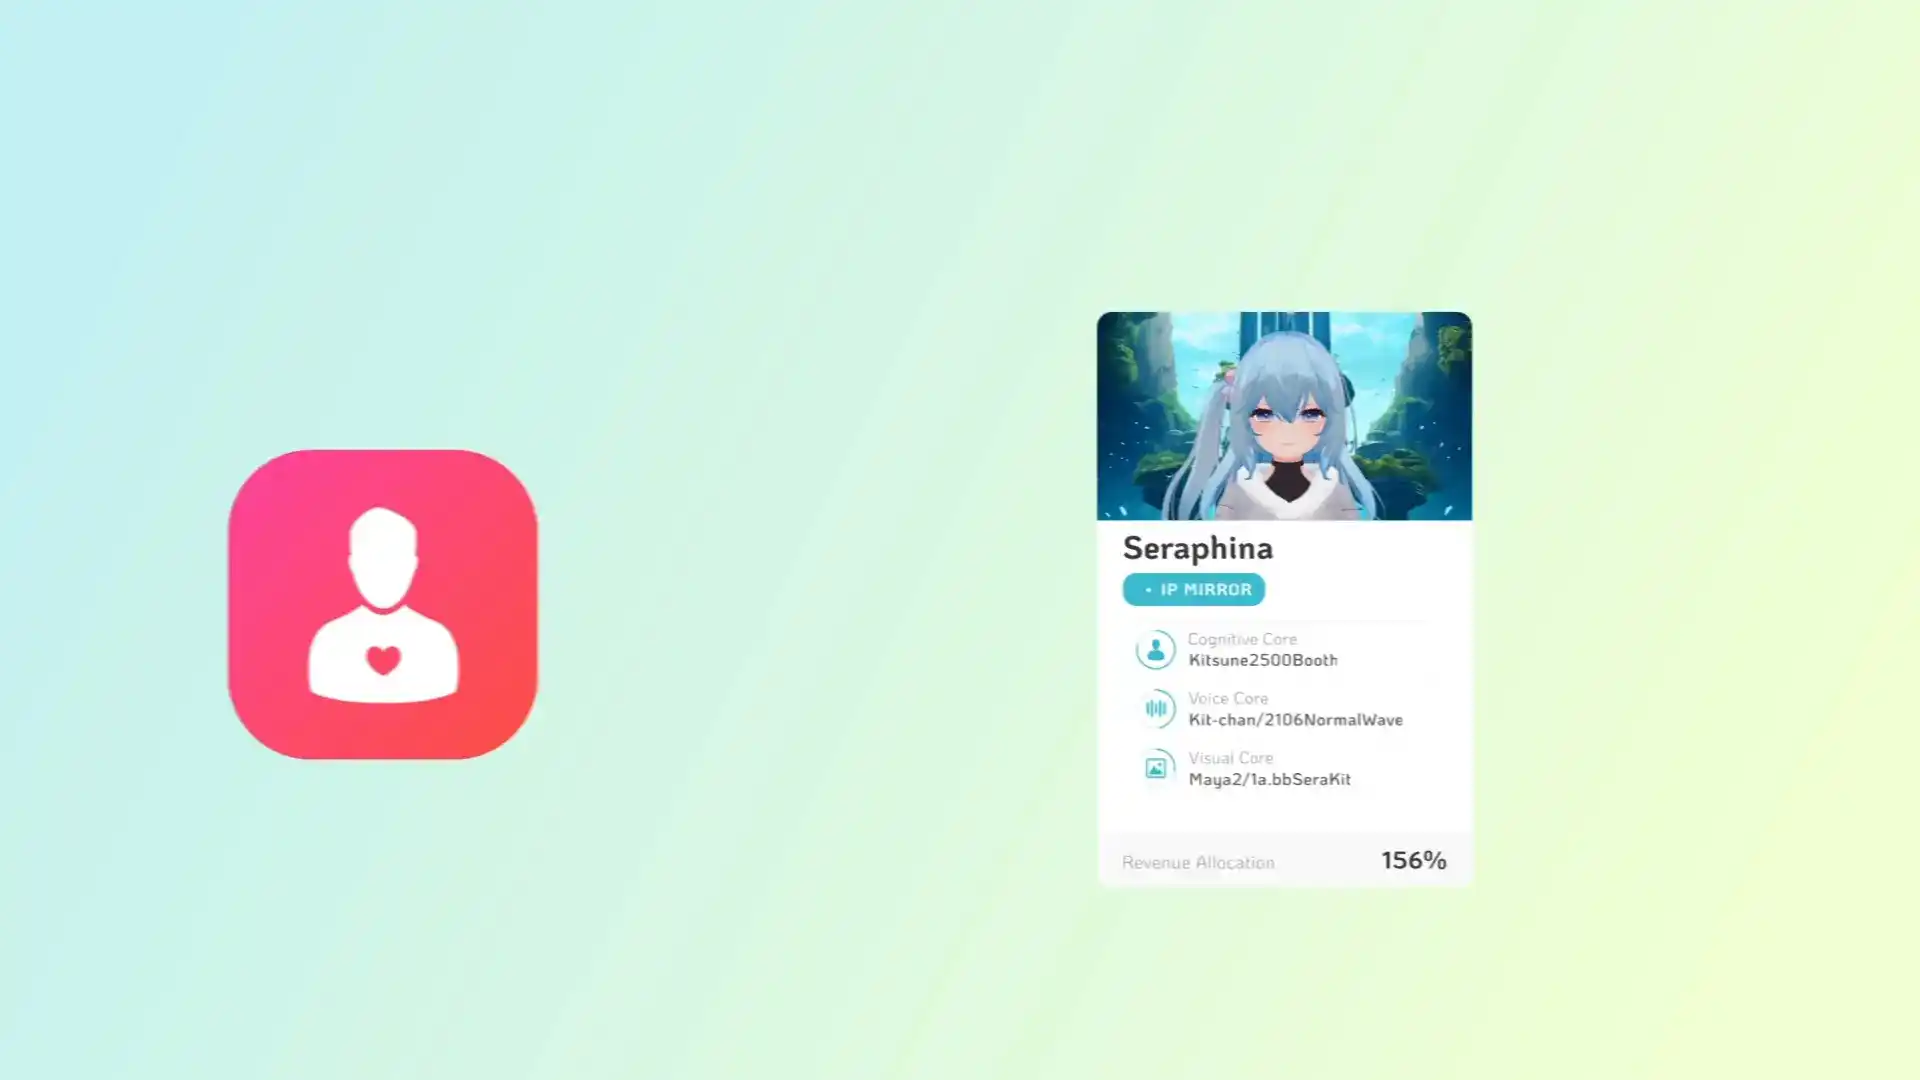 Seraphina
• IP MIRROR
Cognitive Core
Kitsune2500Booth
Voice Core
Kit-chan/2106NormalWave
Visual Core
Maya2/1a.bbSeraKit
Revenue Allocation
156%